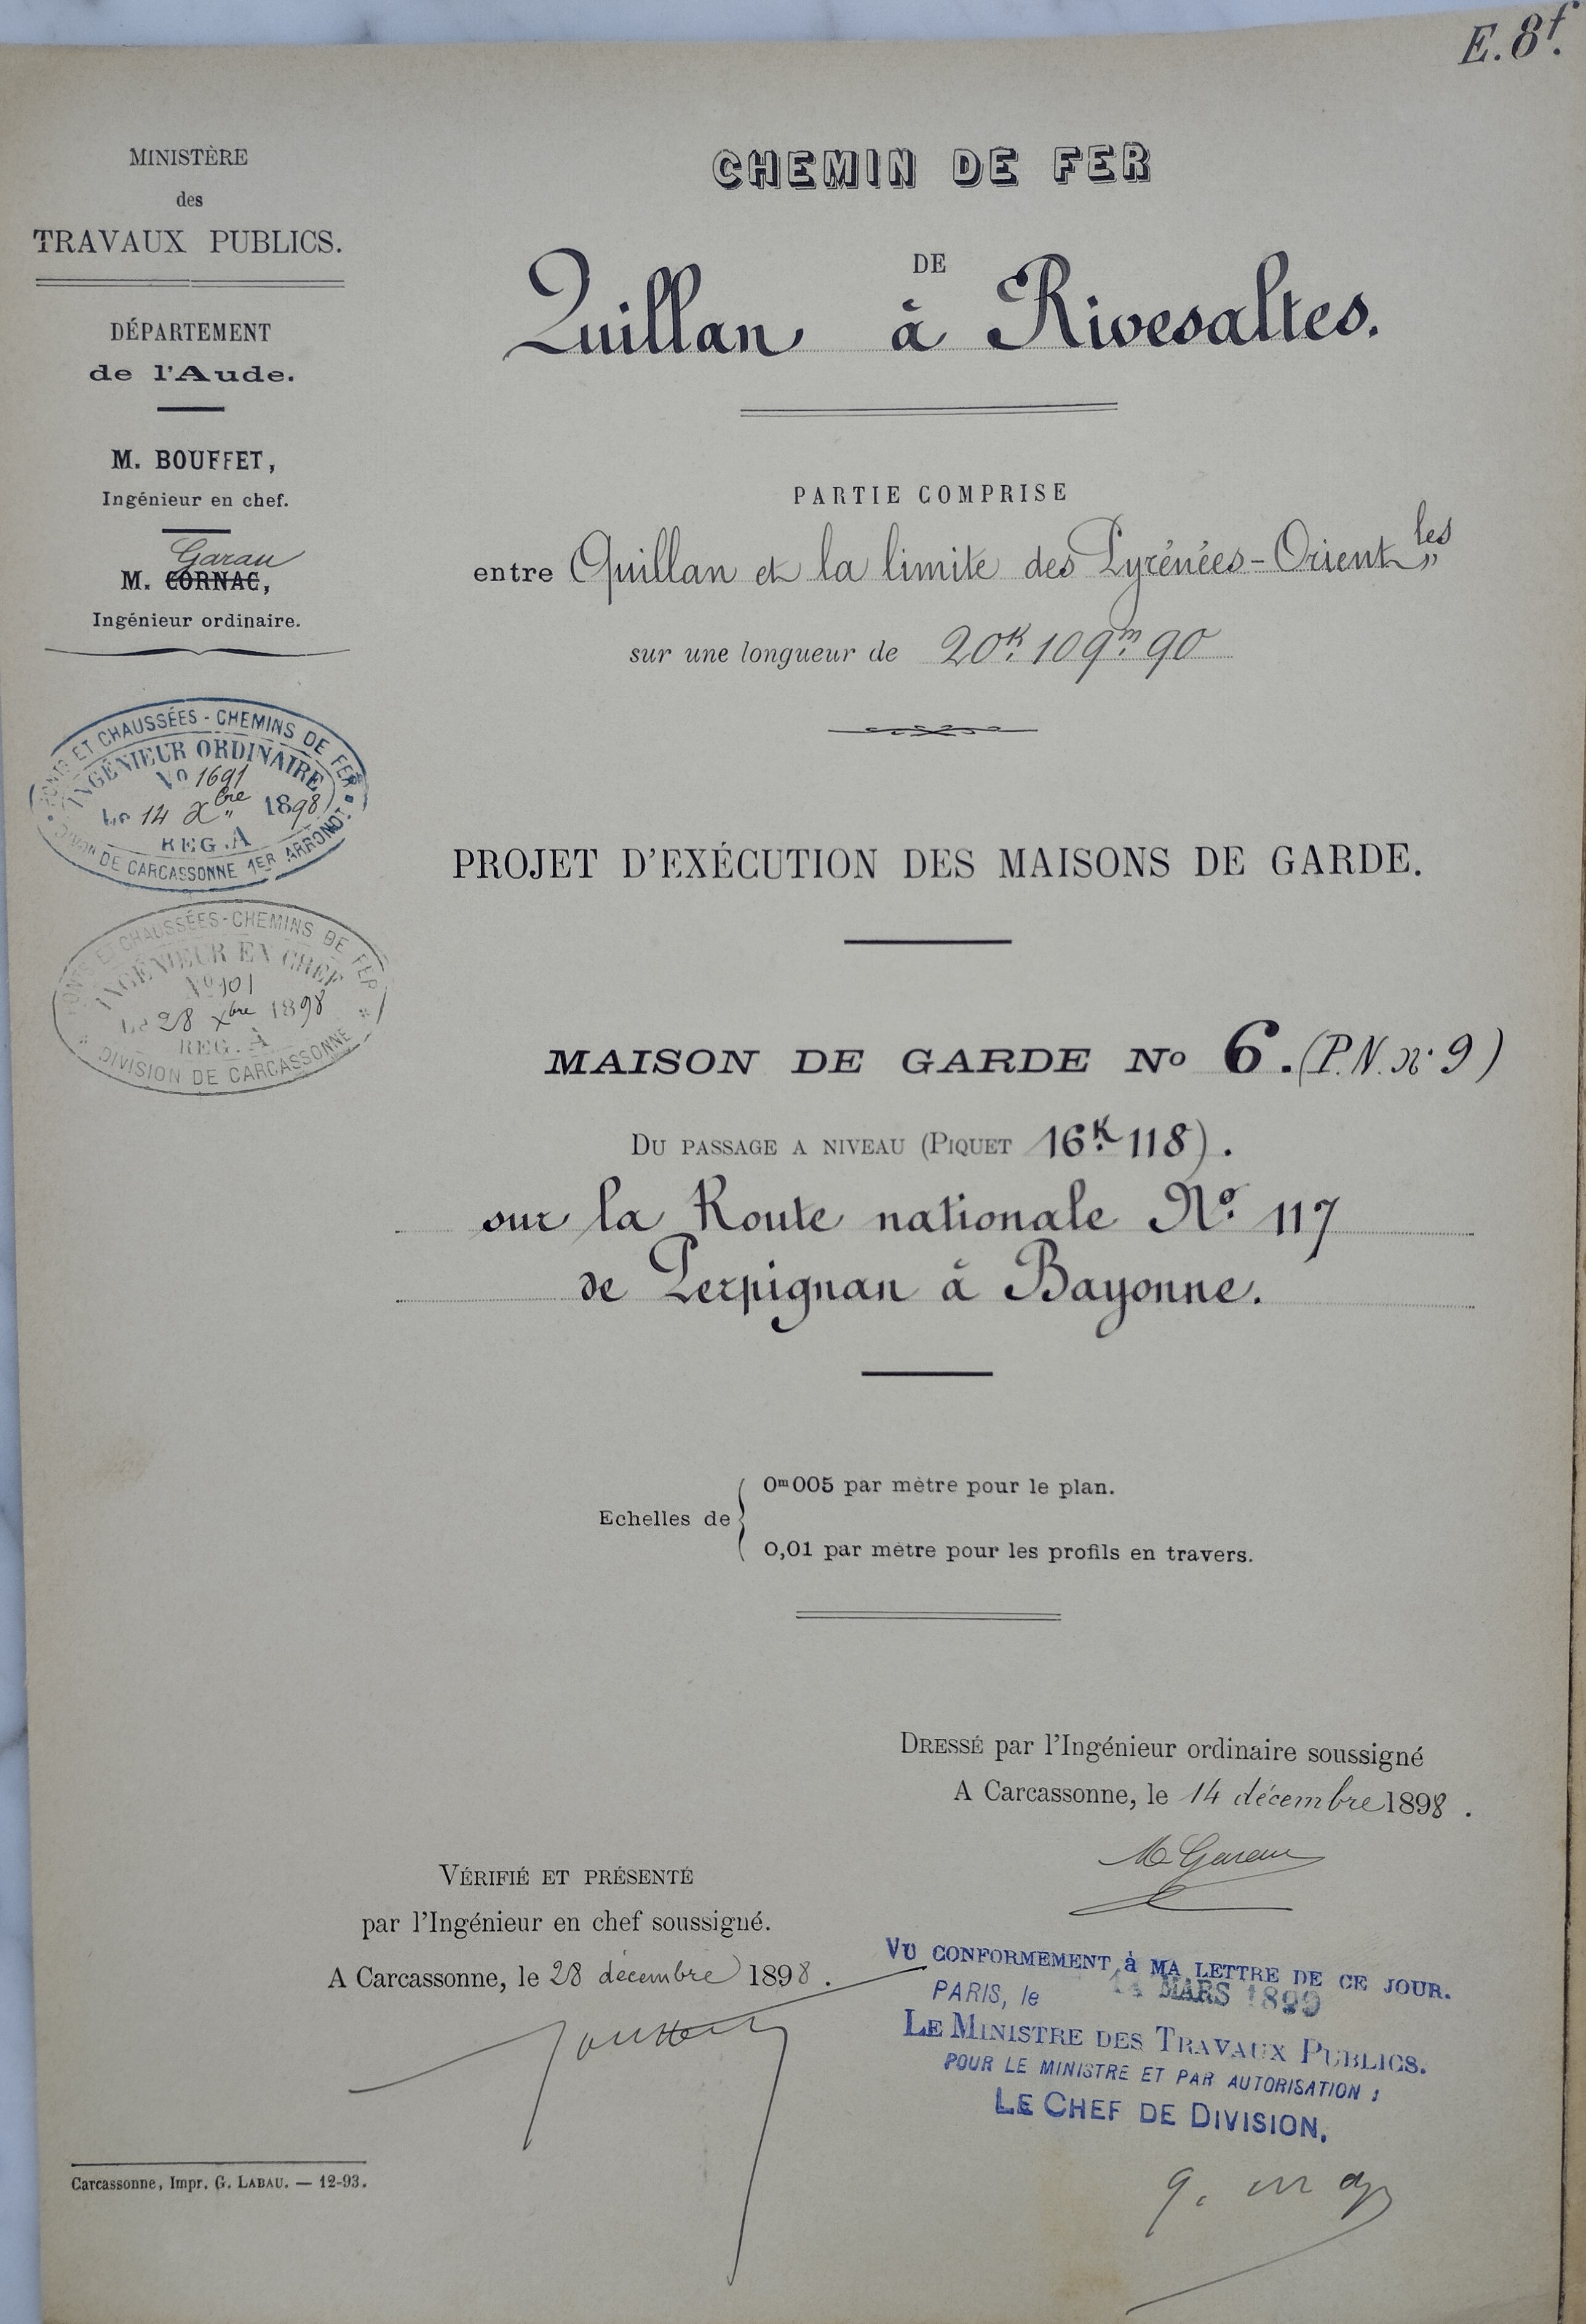 E. 8f.
MINISTÈRE
des
TRAVAUX PUBLICS.
DÉPARTEMENT
de l'Aude.
M. BOUFFET,
Ingénieur en chef.
Garau
M. CORNAC,
Ingénieur ordinaire.
PONTS ET CHAUSSÉES - CHEMINS DE FER
INGÉNIEUR ORDINAIRE
No 1691
Le 14 Xbre 1898
REG. A
DIVON DE CARCASSONNE 1ER ARRONDT
PONTS ET CHAUSSÉES - CHEMINS DE FER
INGÉNIEUR EN CHEF
No 101
Le 28 Xbre 1898
REG. A
DIVISION DE CARCASSONNE
CHEMIN DE FER
DE
Quillan à Rivesaltes.
PARTIE COMPRISE
entre Quillan et la limite des Pyrénées-Orientles
sur une longueur de 20K.109m.90
PROJET D'EXÉCUTION DES MAISONS DE GARDE.
MAISON DE GARDE No 6. (P.N. no 9)
DU PASSAGE A NIVEAU (PIQUET 16K.118).
sur la Route nationale No. 117
de Perpignan à Bayonne.
Echelles de
0m005 par mètre pour le plan.
0,01 par mètre pour les profils en travers.
DRESSÉ par l'Ingénieur ordinaire soussigné
A Carcassonne, le 14 décembre 1898.
M Garau
VÉRIFIÉ ET PRÉSENTÉ
par l'Ingénieur en chef soussigné.
A Carcassonne, le 28 décembre 1898.
VU CONFORMEMENT à MA LETTRE DE CE JOUR.
PARIS, le 14 MARS 1899
LE MINISTRE DES TRAVAUX PUBLICS.
POUR LE MINISTRE ET PAR AUTORISATION :
LE CHEF DE DIVISION,
Carcassonne, Impr. G. LABAU. — 12-93.